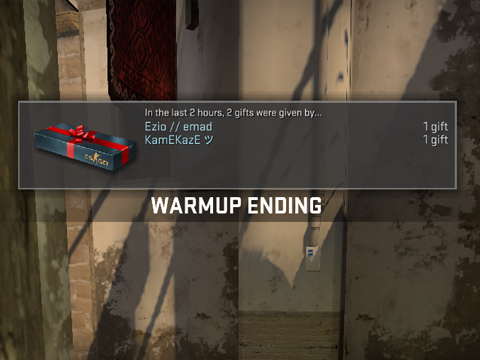 In the last 2 hours, 2 gifts were given by...
Ezio // emad 1 gift
KamEKazE ツ 1 gift
CS:GO
WARMUP ENDING